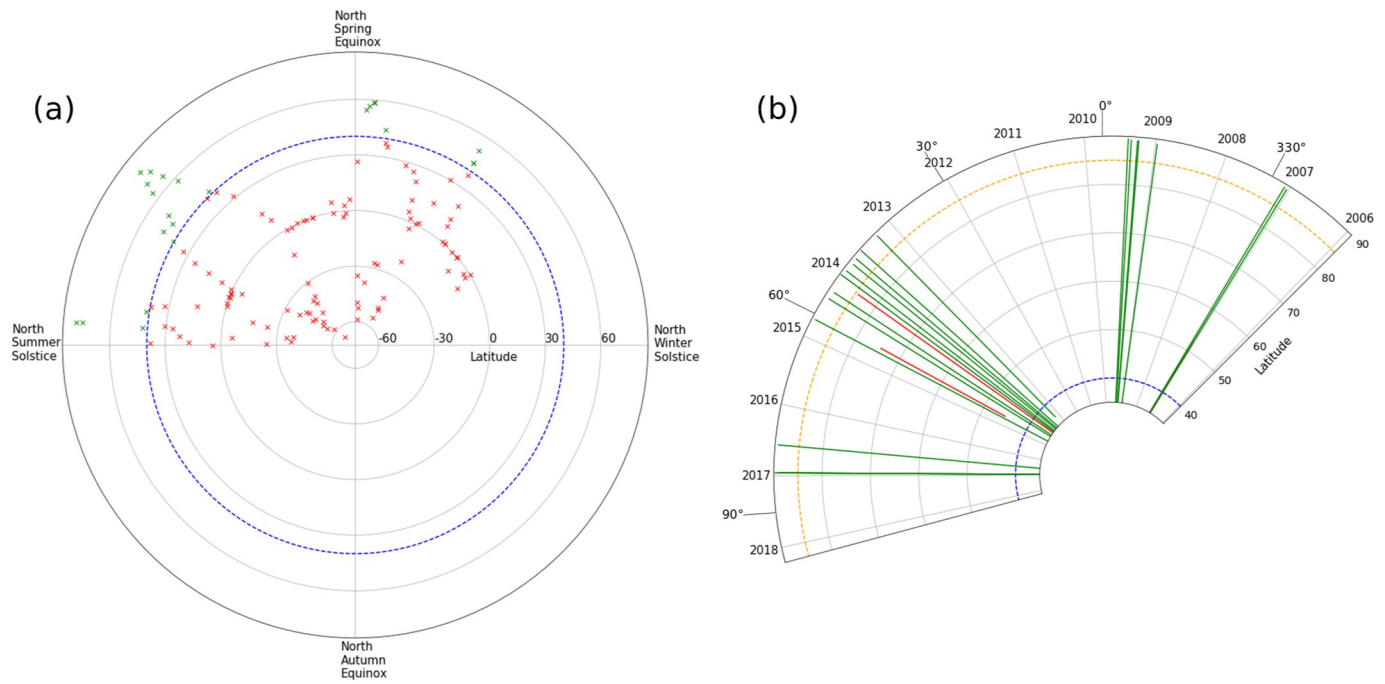 North
Spring
Equinox
(a)
(b)
North
Summer
Solstice
-60
-30
0
30
60
Latitude
North
Winter
Solstice
North
Autumn
Equinox
0°
2010
2009
2011
2008
330°
30°
2012
2007
2013
2006
90
2014
80
60°
70
2015
60
Latitude
50
2016
40
2017
90°
2018